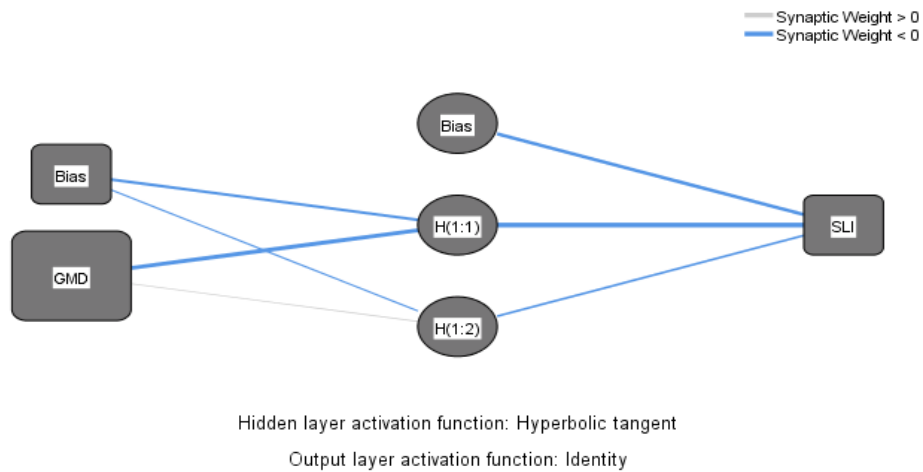 Synaptic Weight > 0
Synaptic Weight < 0
Bias
Bias
H(1:1)
SLI
GMD
H(1:2)
Hidden layer activation function: Hyperbolic tangent
Output layer activation function: Identity